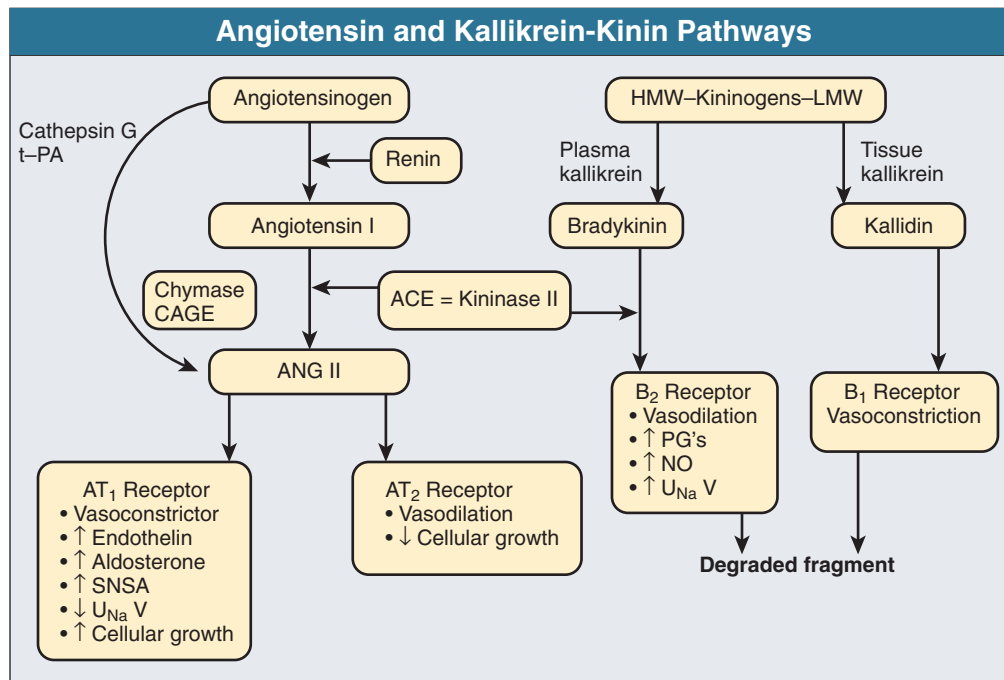 Angiotensin and Kallikrein-Kinin Pathways
Angiotensinogen
HMW–Kininogens–LMW
Cathepsin G
t–PA
Renin
Plasma
kallikrein
Tissue
kallikrein
Angiotensin I
Bradykinin
Kallidin
Chymase
CAGE
ACE = Kininase II
ANG II
B₂ Receptor
• Vasodilation
• ↑ PG's
• ↑ NO
• ↑ U_Na V
B₁ Receptor
Vasoconstriction
AT₁ Receptor
• Vasoconstrictor
• ↑ Endothelin
• ↑ Aldosterone
• ↑ SNSA
• ↓ U_Na V
• ↑ Cellular growth
AT₂ Receptor
• Vasodilation
• ↓ Cellular growth
Degraded fragment